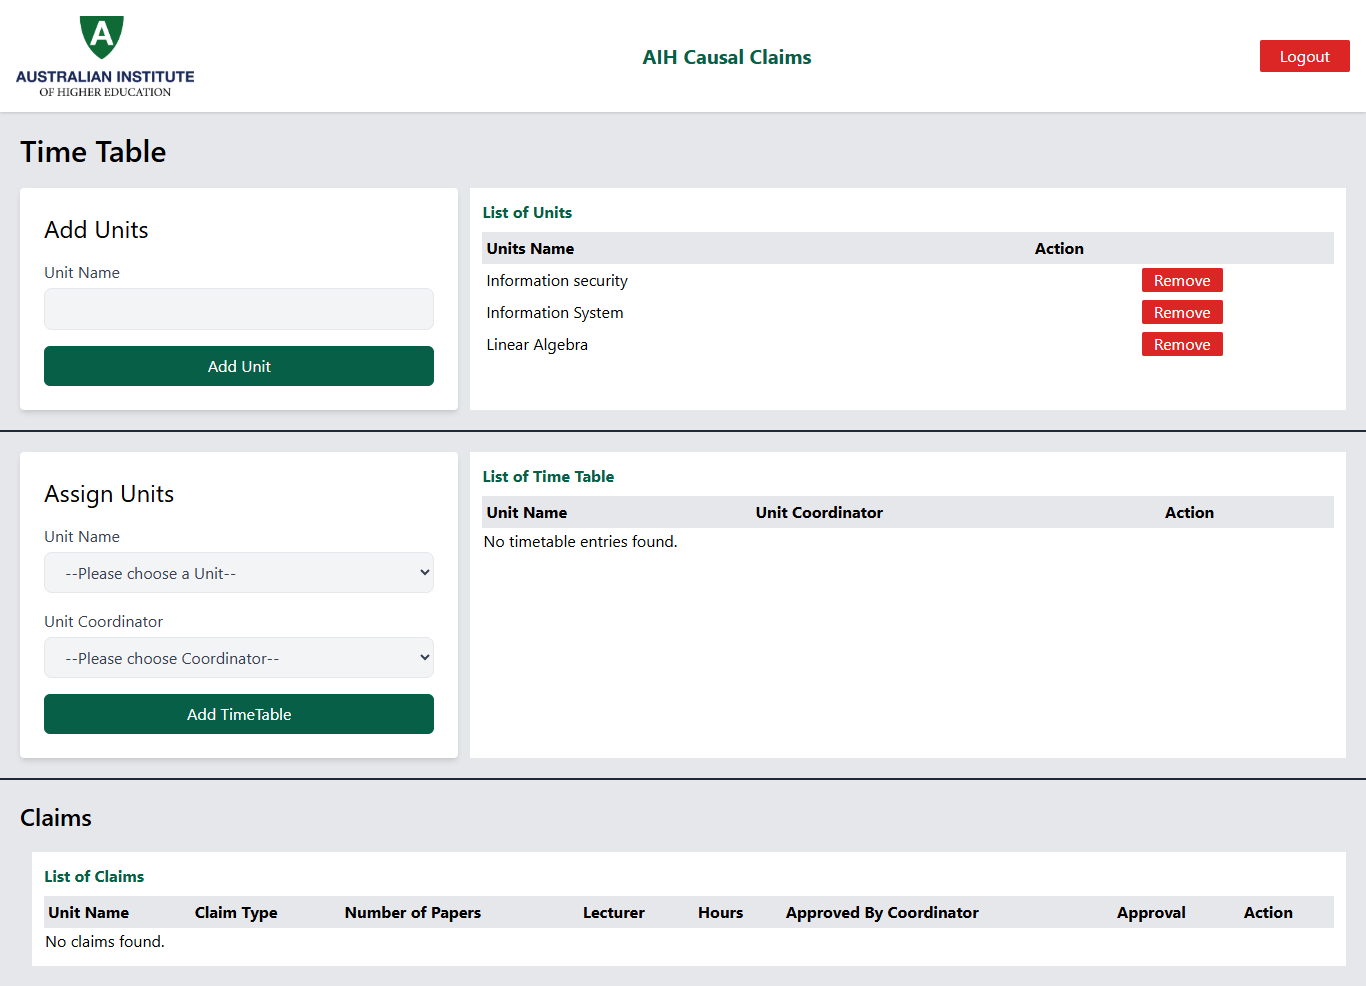 A
AUSTRALIAN INSTITUTE
OF HIGHER EDUCATION
AIH Causal Claims
Logout
Time Table
Add Units
Unit Name
Add Unit
List of Units
Units Name Action
Information security Remove
Information System Remove
Linear Algebra Remove
Assign Units
Unit Name
--Please choose a Unit--
Unit Coordinator
--Please choose Coordinator--
Add TimeTable
List of Time Table
Unit Name Unit Coordinator Action
No timetable entries found.
Claims
List of Claims
Unit Name Claim Type Number of Papers Lecturer Hours Approved By Coordinator Approval Action
No claims found.